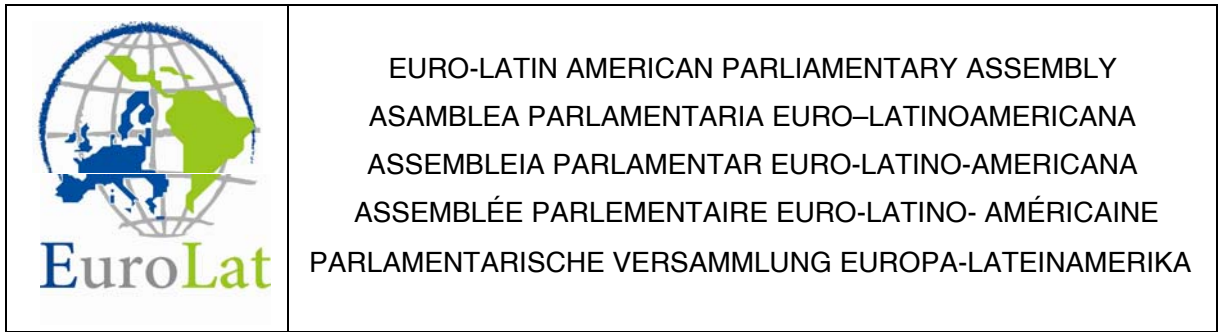 EuroLat
EURO-LATIN AMERICAN PARLIAMENTARY ASSEMBLY
ASAMBLEA PARLAMENTARIA EURO–LATINOAMERICANA
ASSEMBLEIA PARLAMENTAR EURO-LATINO-AMERICANA
ASSEMBLÉE PARLEMENTAIRE EURO-LATINO- AMÉRICAINE
PARLAMENTARISCHE VERSAMMLUNG EUROPA-LATEINAMERIKA